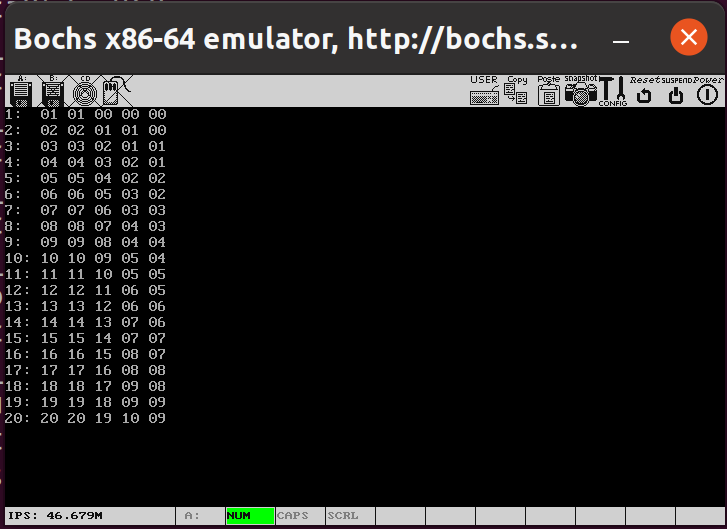 Bochs x86-64 emulator, http://bochs.s...
A: B: CD USER Copy Paste snapshot CONFIG Reset SUSPEND Power
1: 01 01 00 00 00
2: 02 02 01 01 00
3: 03 03 02 01 01
4: 04 04 03 02 01
5: 05 05 04 02 02
6: 06 06 05 03 02
7: 07 07 06 03 03
8: 08 08 07 04 03
9: 09 09 08 04 04
10: 10 10 09 05 04
11: 11 11 10 05 05
12: 12 12 11 06 05
13: 13 13 12 06 06
14: 14 14 13 07 06
15: 15 15 14 07 07
16: 16 16 15 08 07
17: 17 17 16 08 08
18: 18 18 17 09 08
19: 19 19 18 09 09
20: 20 20 19 10 09
IPS: 46.679M A: NUM CAPS SCRL